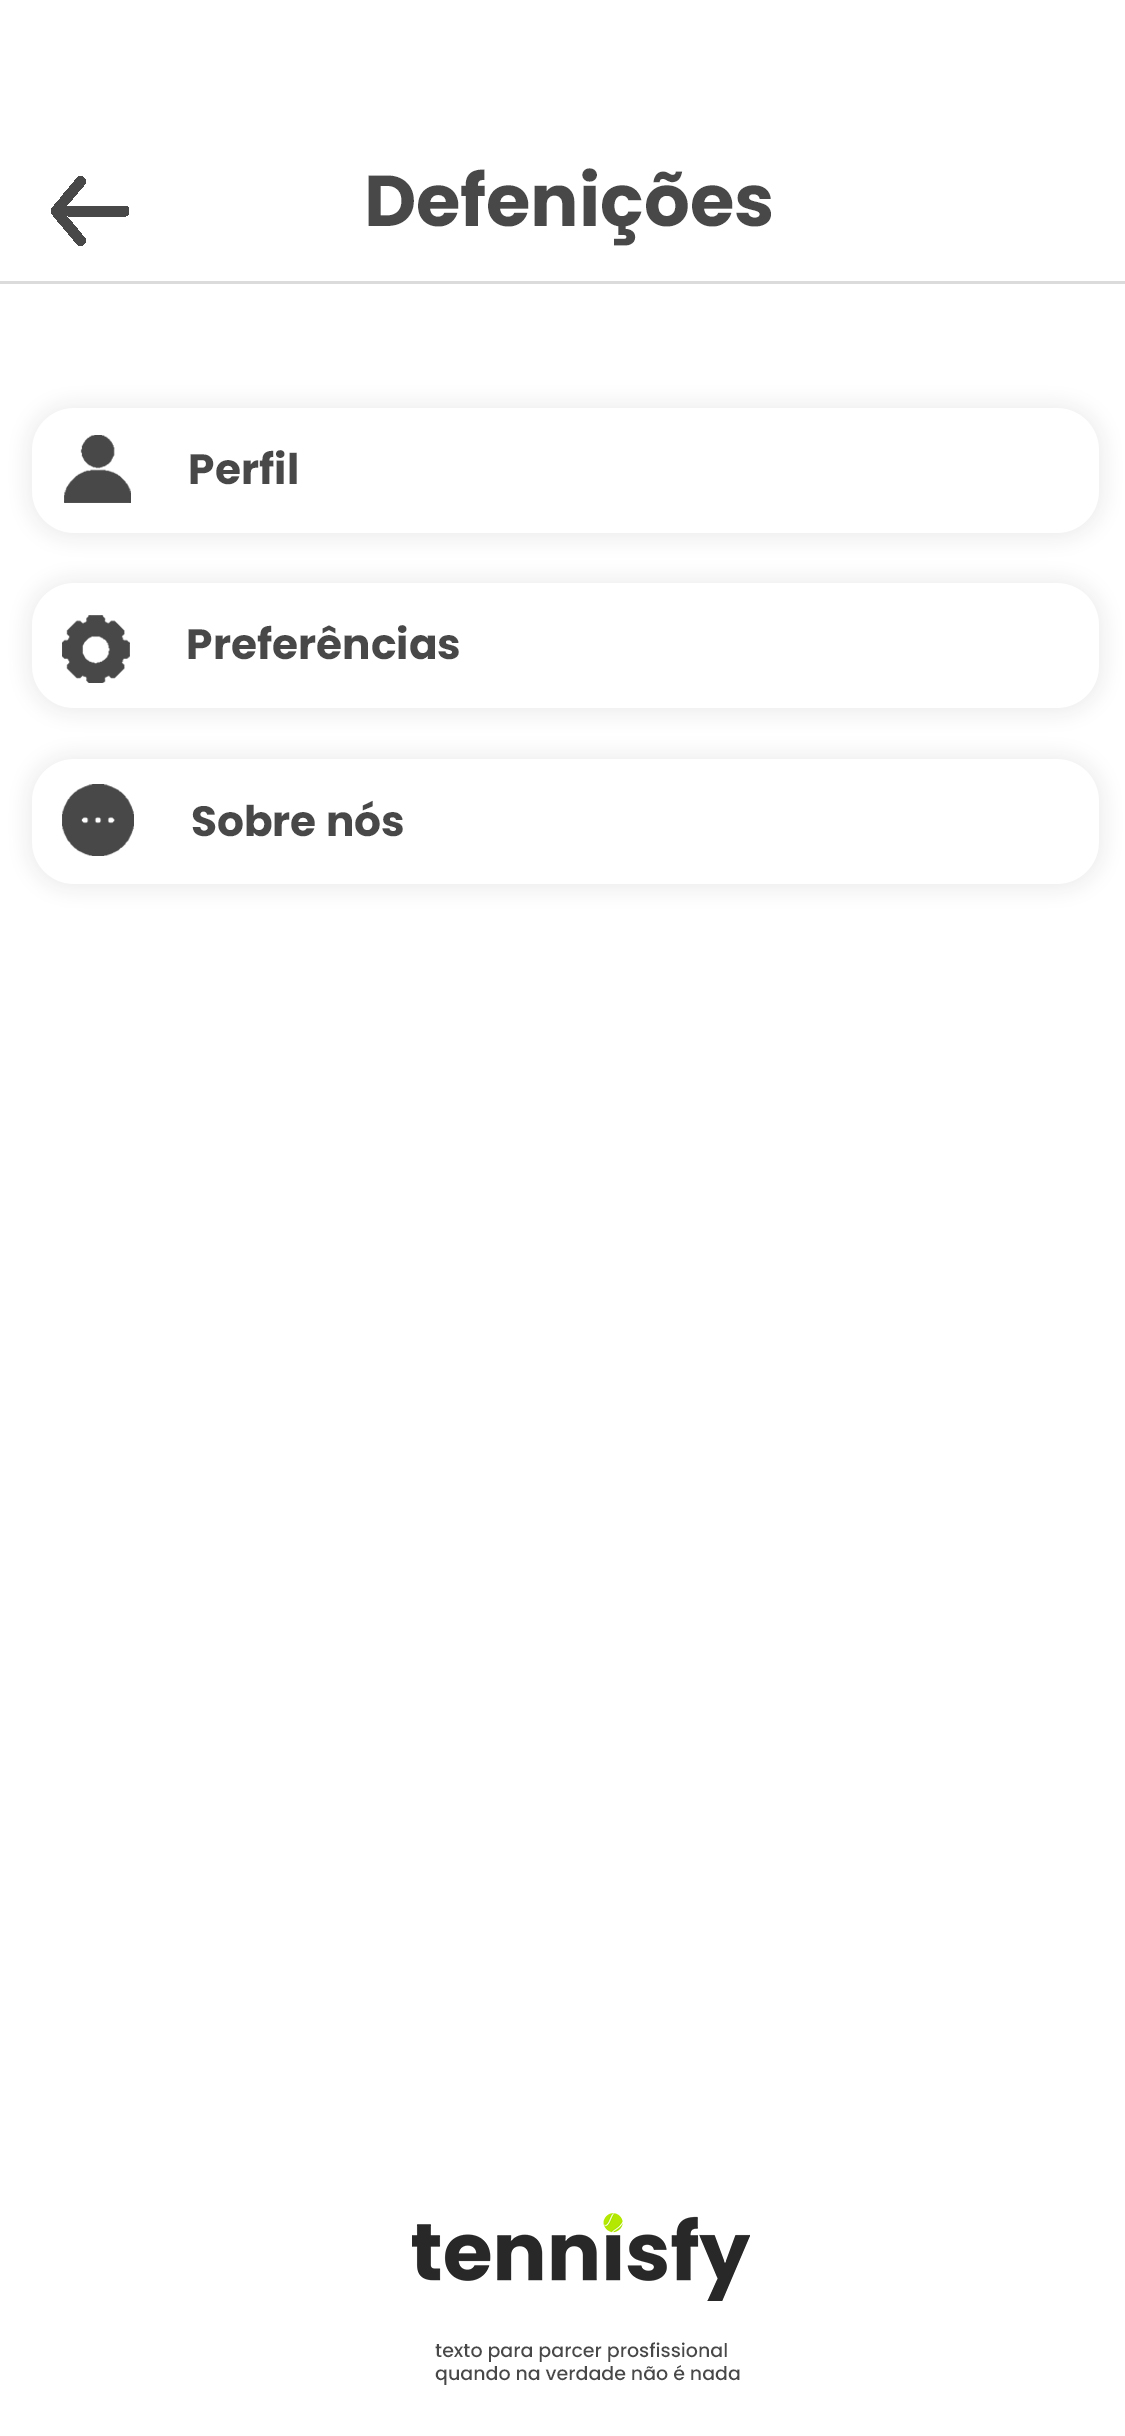 Defenições
Perfil
Preferências
Sobre nós
tennisfy
texto para parcer prosfissional
quando na verdade não é nada